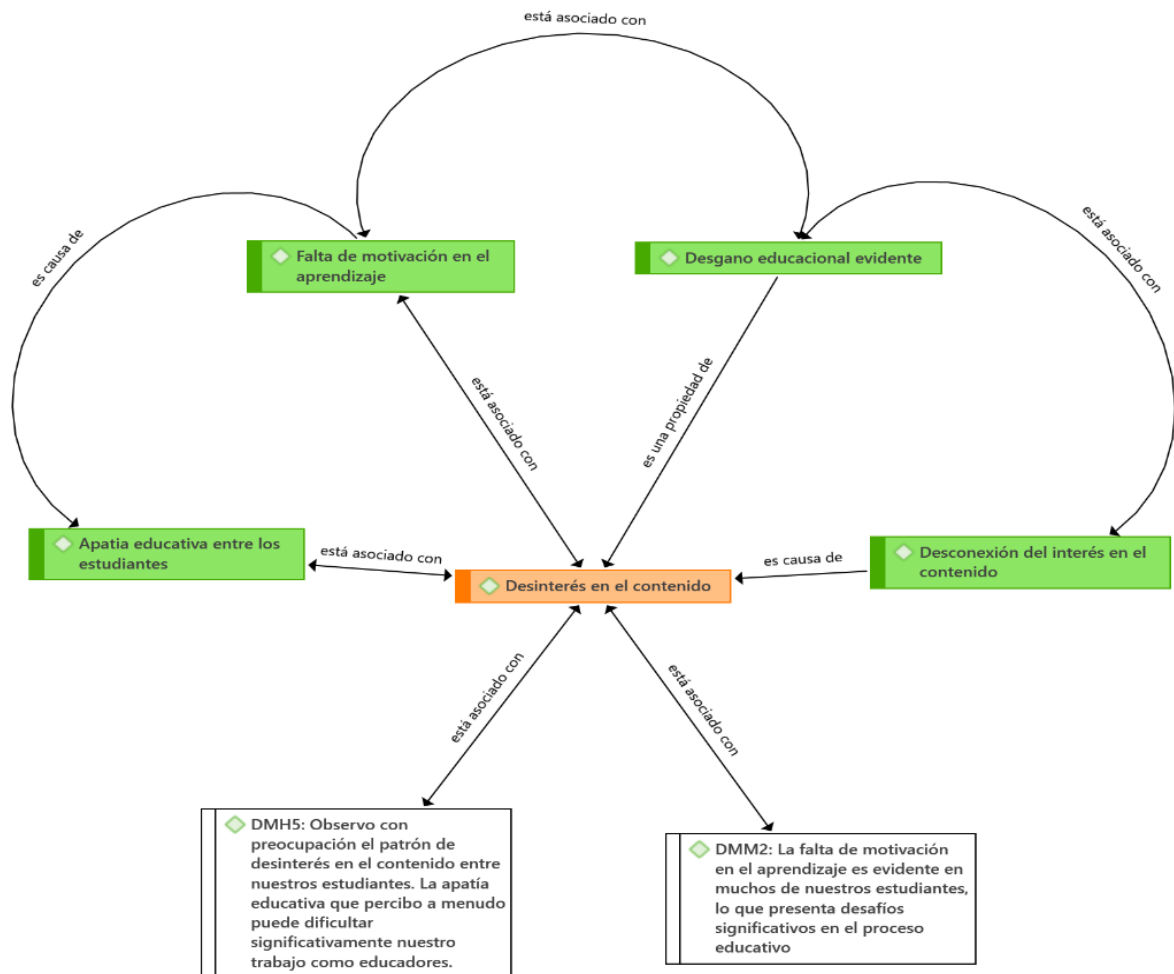 está asociado con
es causa de
está asociado con
Falta de motivación en el
aprendizaje
Desgano educacional evidente
está asociado con
es una propiedad de
Apatia educativa entre los
estudiantes
está asociado con
Desinterés en el contenido
es causa de
Desconexión del interés en el
contenido
está asociado con
está asociado con
DMH5: Observo con
preocupación el patrón de
desinterés en el contenido entre
nuestros estudiantes. La apatía
educativa que percibo a menudo
puede dificultar
significativamente nuestro
trabajo como educadores.
DMM2: La falta de motivación
en el aprendizaje es evidente en
muchos de nuestros estudiantes,
lo que presenta desafíos
significativos en el proceso
educativo